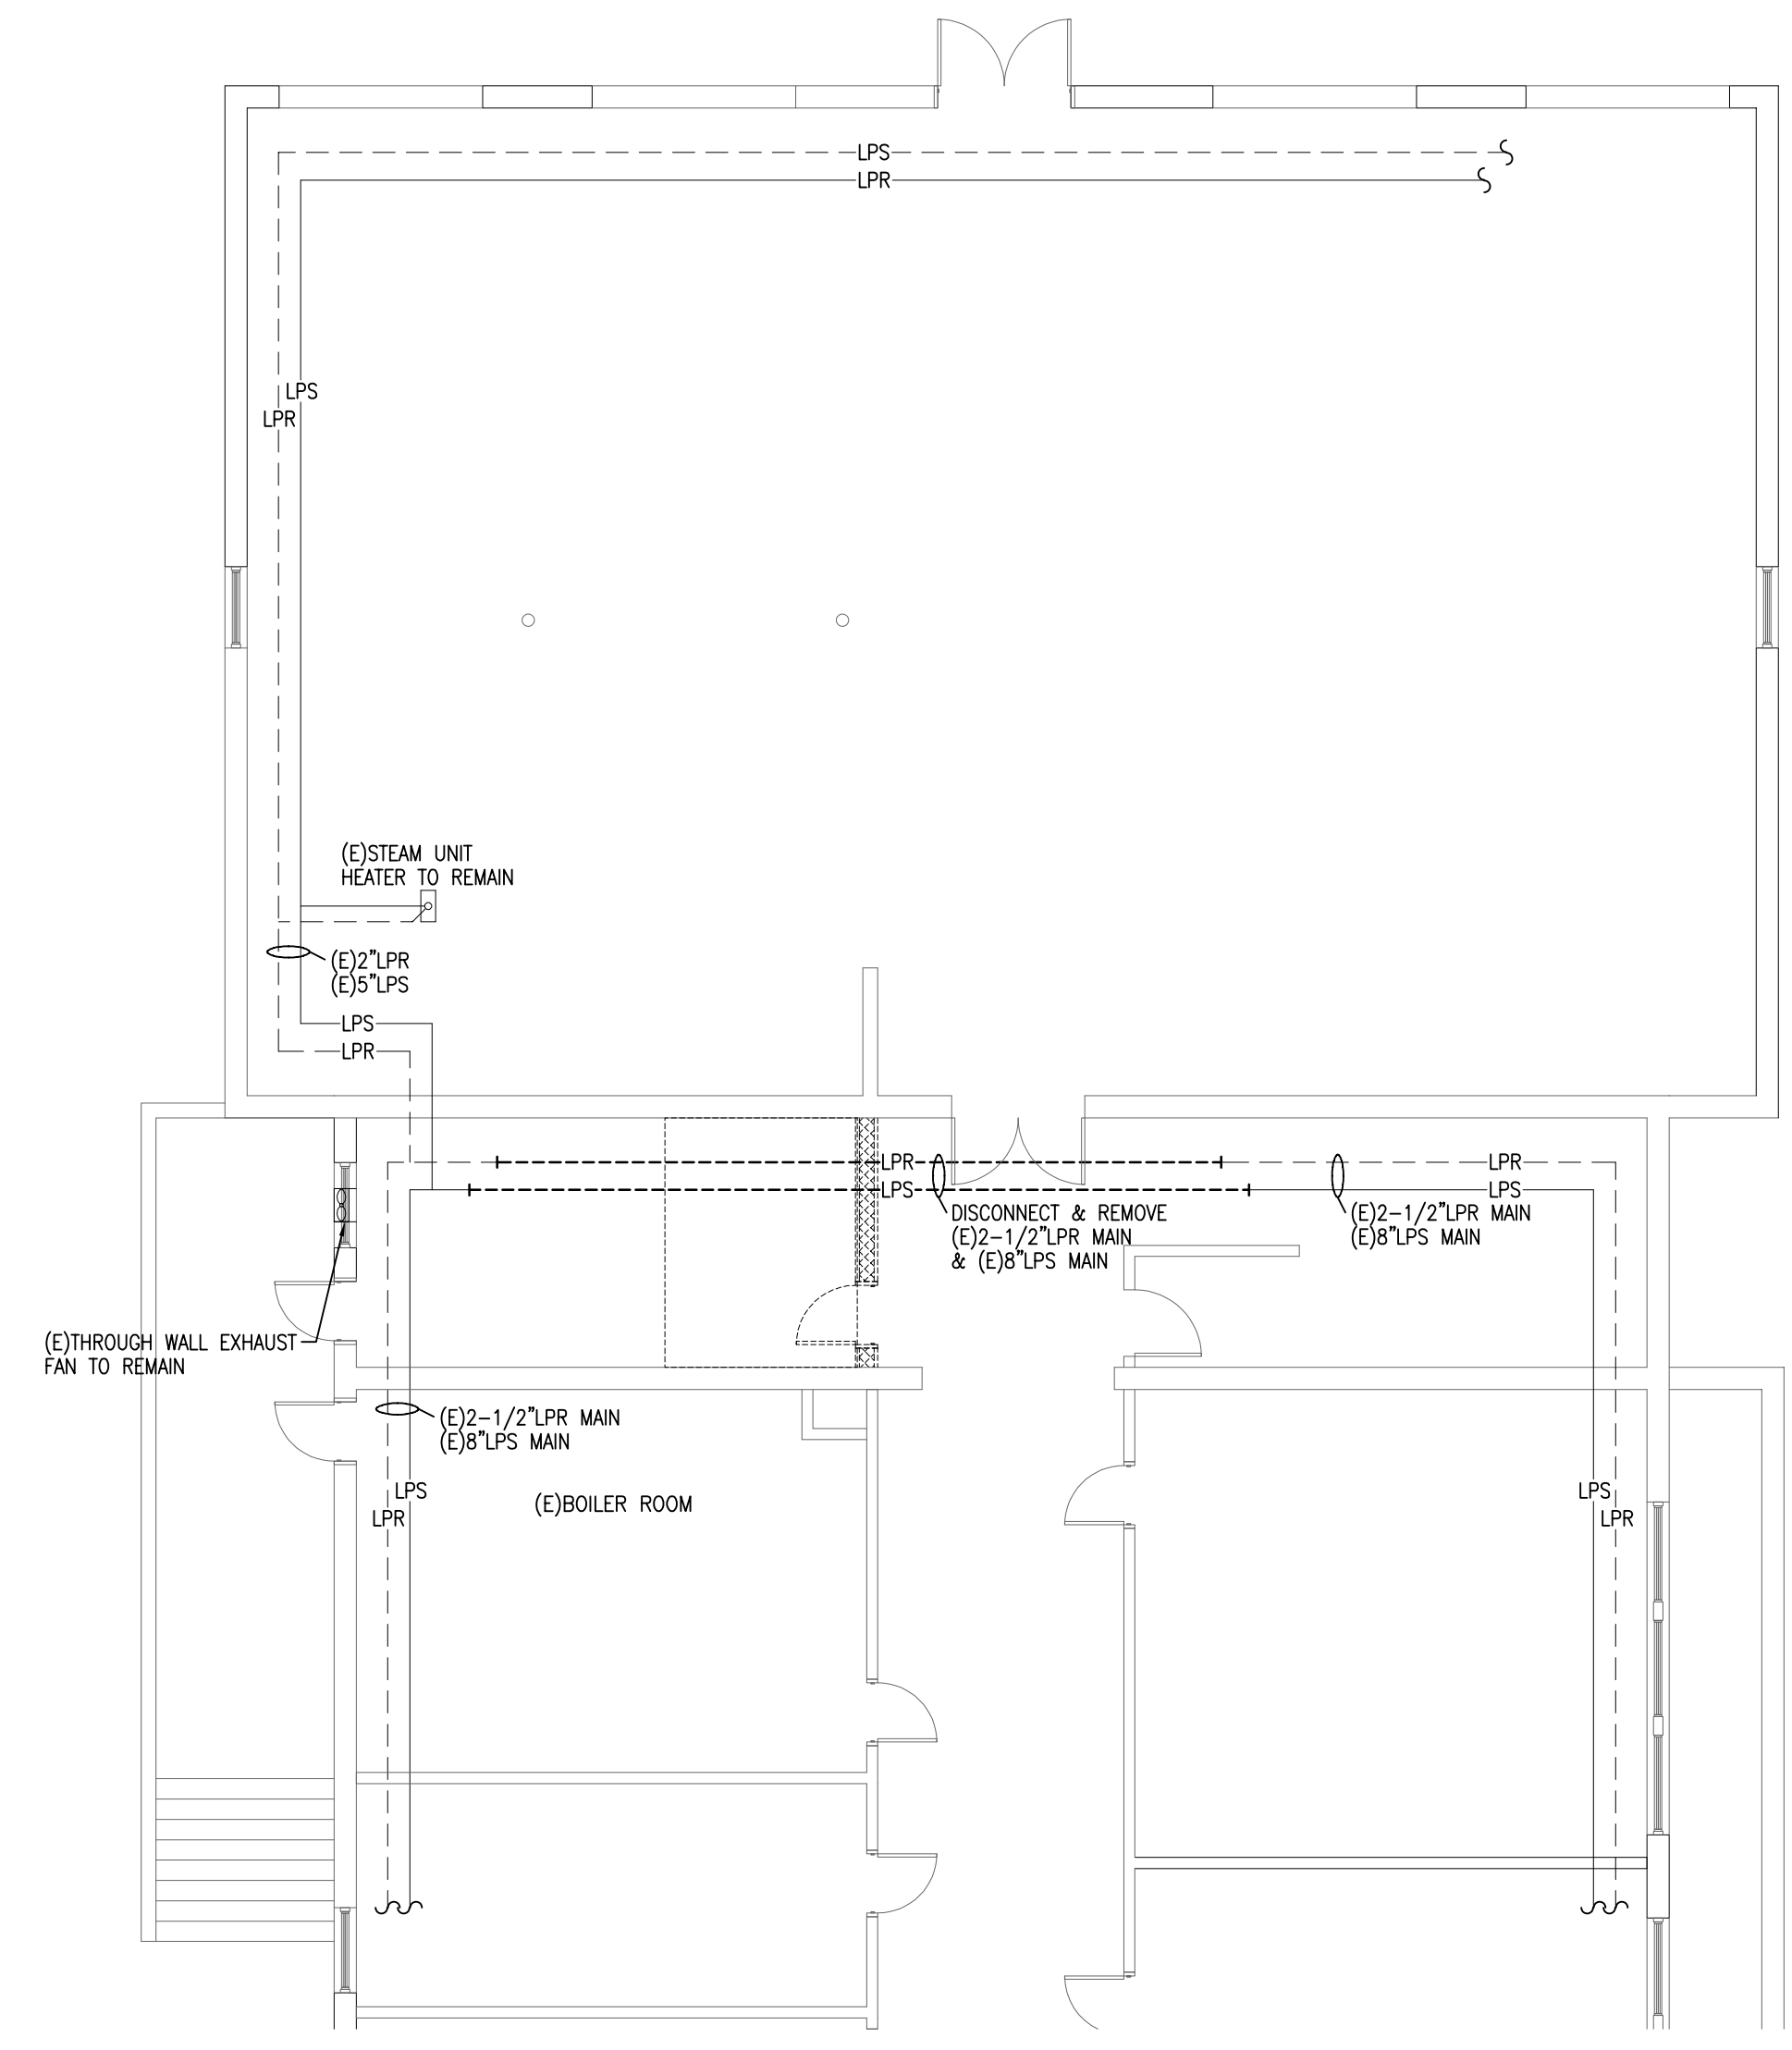 LPS
LPR
LPS
LPR
(E)STEAM UNIT
HEATER TO REMAIN
(E)2"LPR
(E)5"LPS
LPS
LPR
LPR
LPS
DISCONNECT & REMOVE
(E)2-1/2"LPR MAIN
& (E)8"LPS MAIN
LPR
LPS
(E)2-1/2"LPR MAIN
(E)8"LPS MAIN
(E)THROUGH WALL EXHAUST
FAN TO REMAIN
(E)2-1/2"LPR MAIN
(E)8"LPS MAIN
LPS
LPR
(E)BOILER ROOM
LPS
LPR